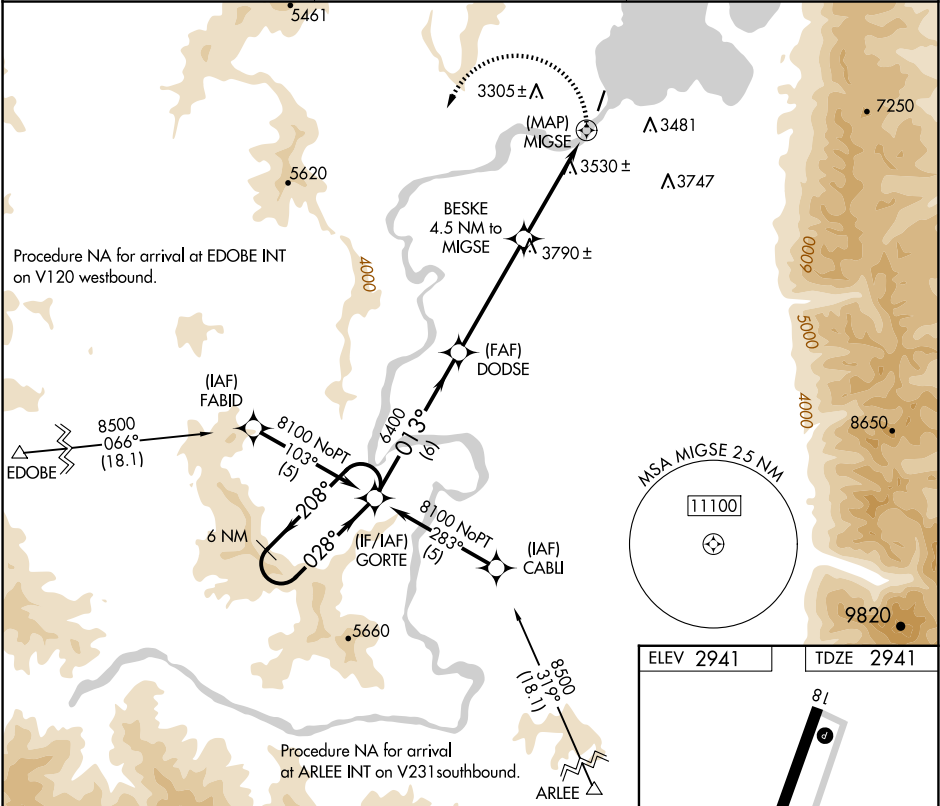 5461
3305±
(MAP)
MIGSE
3481
7250
3530±
3747
5620
BESKE
4.5 NM to
MIGSE
3790±
Procedure NA for arrival at EDOBE INT
on V120 westbound.
4000
6000
5000
4000
(FAF)
DODSE
(IAF)
FABID
8500
066°
(18.1)
EDOBE
8100 NoPT
103°
(5)
6400
013°
(6)
8650
MSA MIGSE 25 NM
11100
208°
028°
6 NM
(IF/IAF)
GORTE
8100 NoPT
283°
(5)
(IAF)
CABLI
9820
5660
8500
319°
(18.1)
ELEV 2941
TDZE 2941
18
P
Procedure NA for arrival
at ARLEE INT on V231southbound.
ARLEE